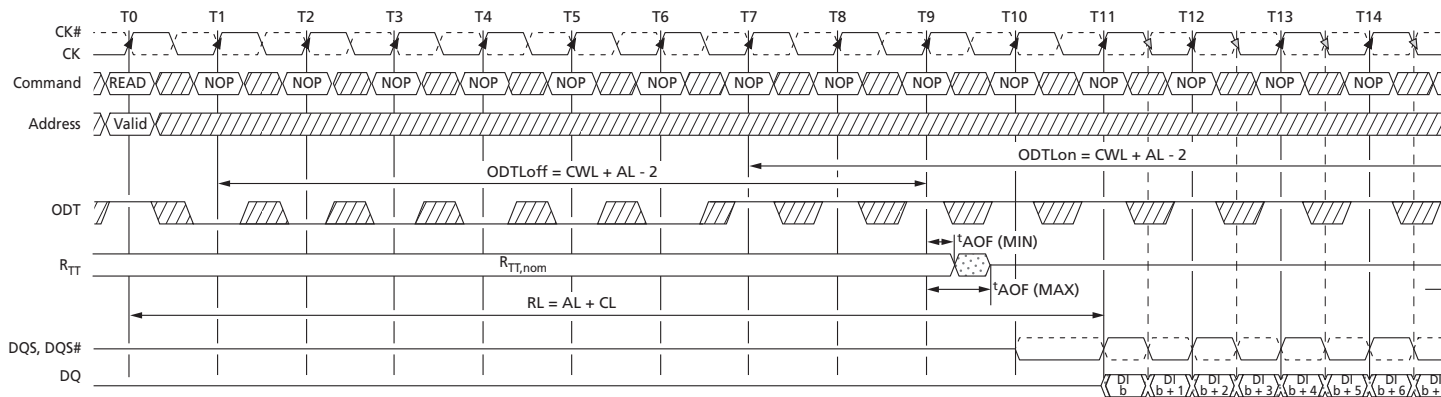 T0 T1 T2 T3 T4 T5 T6 T7 T8 T9 T10 T11 T12 T13 T14
CK#
CK
Command READ NOP NOP NOP NOP NOP NOP NOP NOP NOP NOP NOP NOP NOP NOP
Address Valid
ODTLon = CWL + AL - 2
ODTLoff = CWL + AL - 2
ODT
tAOF (MIN)
RTT RTT,nom
tAOF (MAX)
RL = AL + CL
DQS, DQS#
DQ
DI b DI b + 1 DI b + 2 DI b + 3 DI b + 4 DI b + 5 DI b + 6